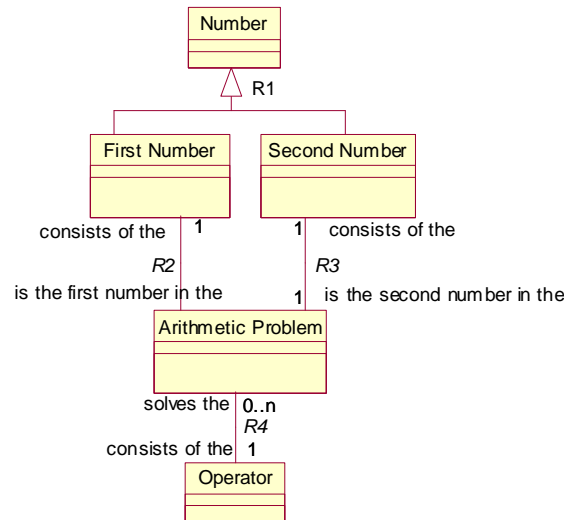 Number
R1
First Number
Second Number
consists of the 1
1 consists of the
R2
R3
is the first number in the
1 is the second number in the
Arithmetic Problem
solves the 0..n
R4
consists of the 1
Operator